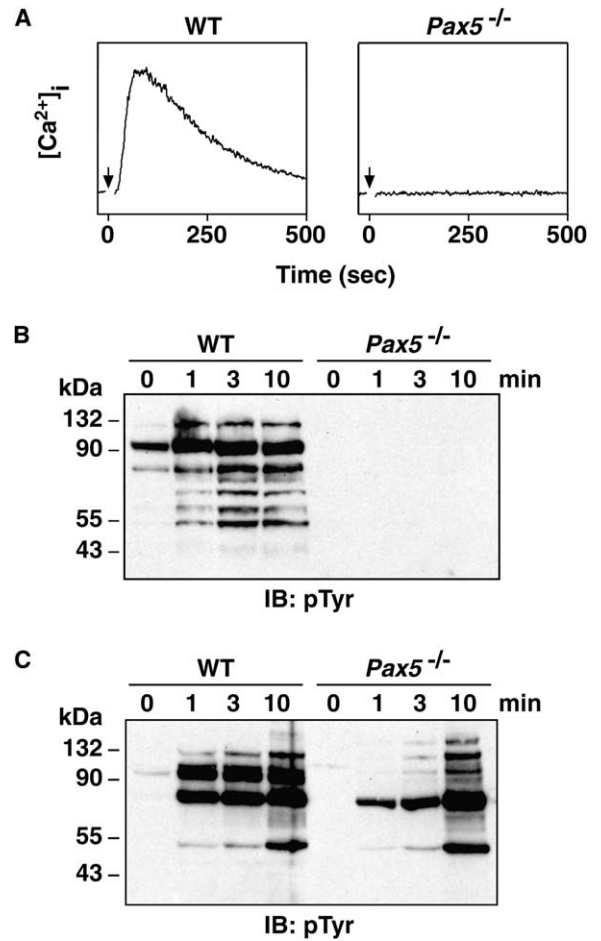 A
WT Pax5-/-
[Ca2+]i
0 250 500 0 250 500
Time (sec)
B
WT Pax5-/-
kDa 0 1 3 10 0 1 3 10 min
132
90
55
43
IB: pTyr
C
WT Pax5-/-
0 1 3 10 0 1 3 10 min
kDa
132
90
55
43
IB: pTyr